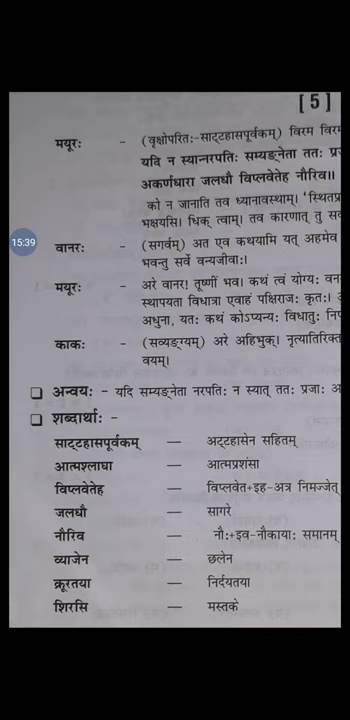 [5]
मयूरः - (वृक्षोपरितः-साट्टहासपूर्वकम्) विरम विरम
यदि न स्यान्नरपतिः सम्यङ्नेता ततः प्रज
अकर्णधारा जलधौ विप्लवेतेह नौरिव॥
को न जानाति तव ध्यानावस्थाम्। 'स्थितप्र
भक्षयसि। धिक् त्वाम्। तव कारणात् तु सव
15:39
वानरः - (सगर्वम्) अत एव कथयामि यत् अहमेव
भवन्तु सर्वे वन्यजीवाः।
मयूरः - अरे वानर! तूष्णीं भव। कथं त्वं योग्यः वन
स्थापयता विधात्रा एवाहं पक्षिराजः कृतः।
अधुना, यतः कथं कोऽप्यन्यः विधातुः निर्
काकः - (सव्यङ्ग्यम्) अरे अहिभुक्। नृत्यातिरिक्त
वयम्।
❑ अन्वयः - यदि सम्यङ्नेता नरपतिः न स्यात् ततः प्रजाः अ
❑ शब्दार्थाः -
साट्टहासपूर्वकम् — अट्टहासेन सहितम्
आत्मश्लाघा — आत्मप्रशंसा
विप्लवेतेह — विप्लवेत+इह-अत्र निमज्जेत्
जलधौ — सागरे
नौरिव — नौः+इव-नौकायाः समानम्
व्याजेन — छलेन
क्रूरतया — निर्दयतया
शिरसि — मस्तके